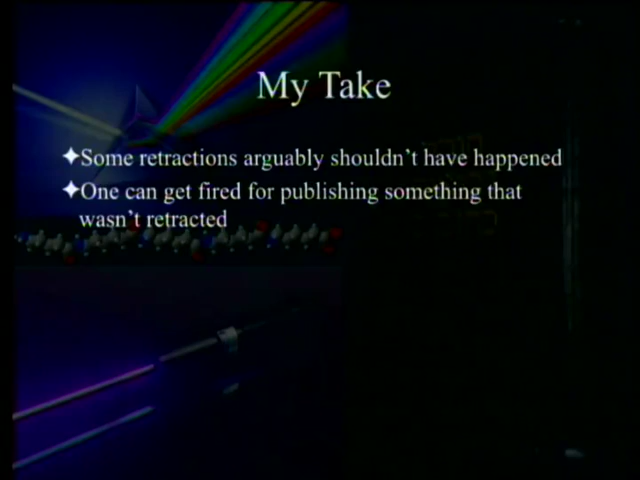 My Take
✦Some retractions arguably shouldn't have happened
✦One can get fired for publishing something that
wasn't retracted